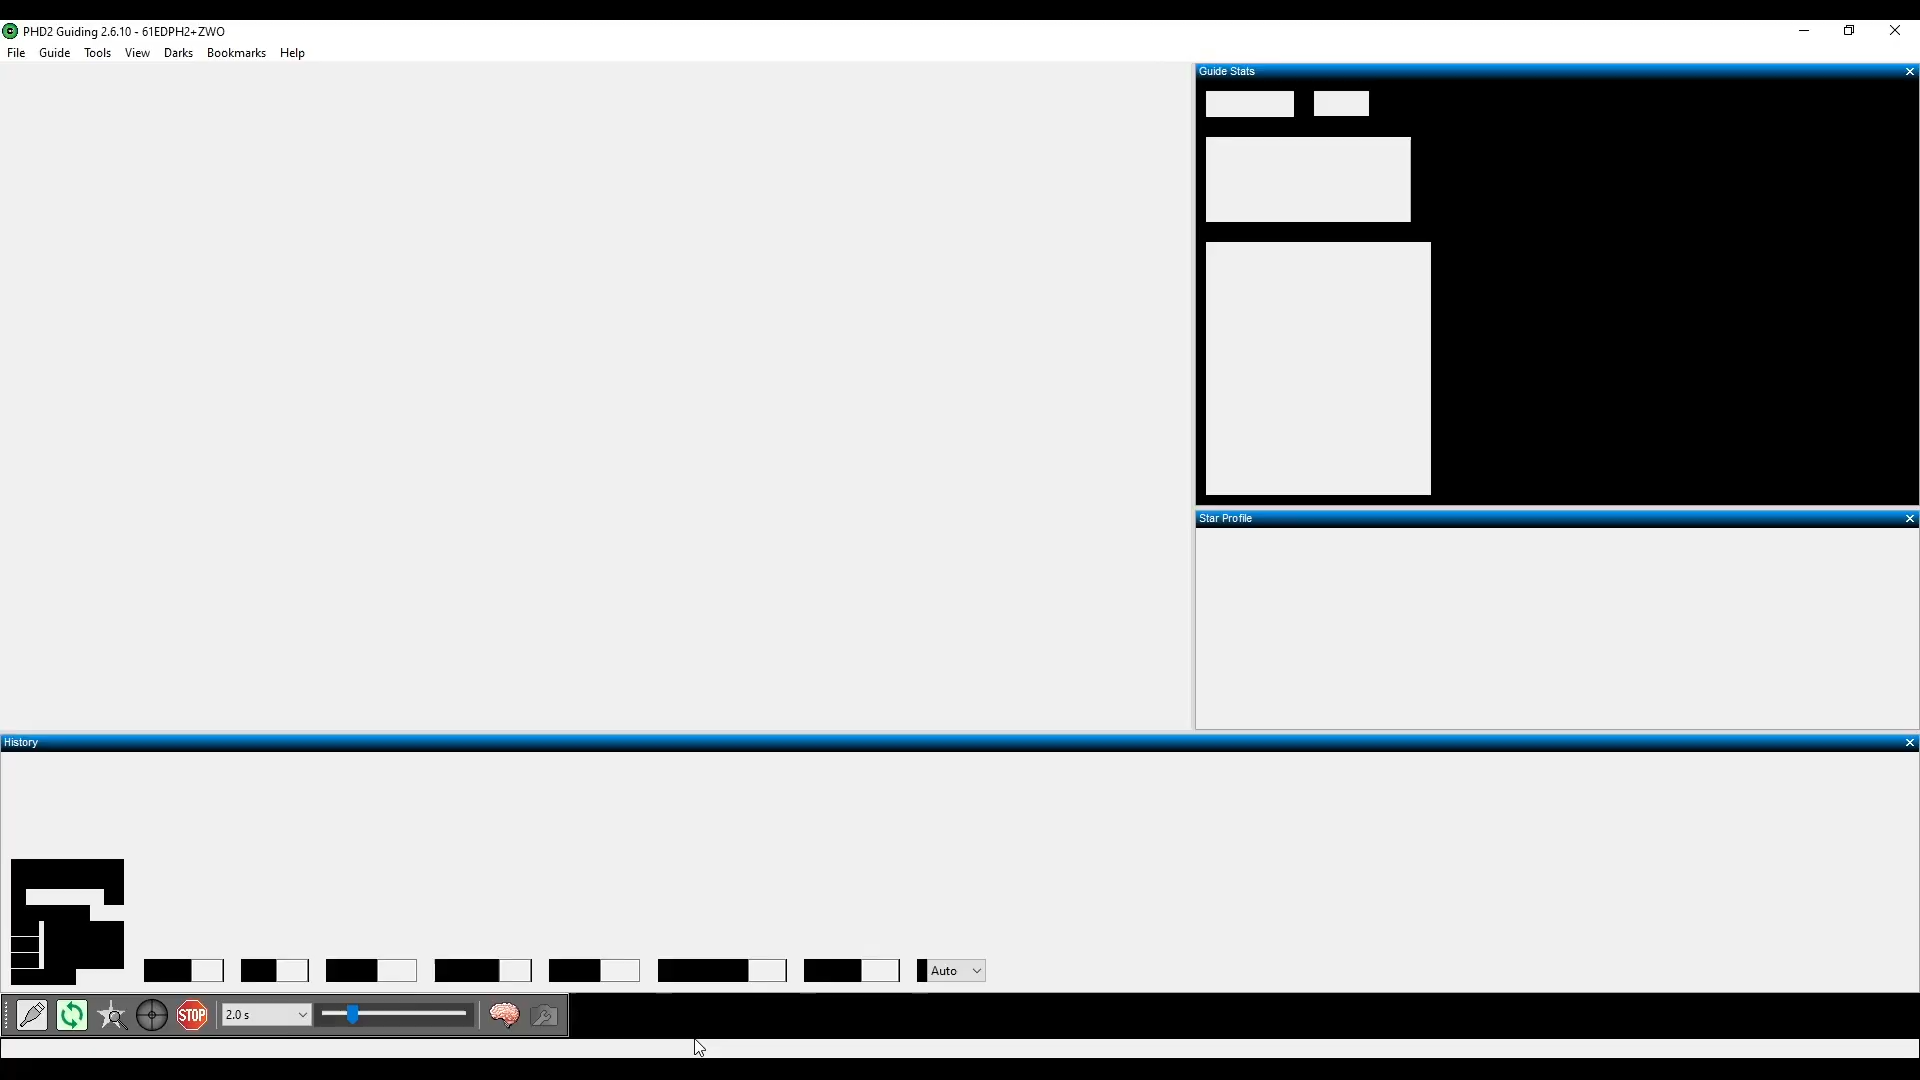 PHD2 Guiding 2.6.10 - 61EDPH2+ZWO
File Guide Tools View Darks Bookmarks Help
Guide Stats
Star Profile
History
Auto
STOP
2.0 s